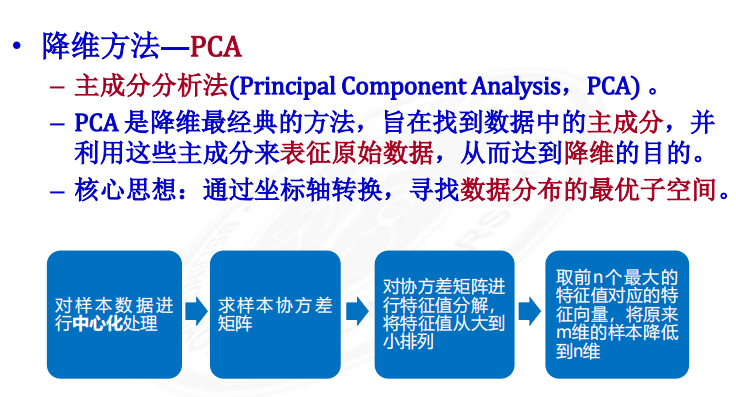 • 降维方法—PCA
– 主成分分析法(Principal Component Analysis，PCA) 。
– PCA 是降维最经典的方法，旨在找到数据中的主成分，并
利用这些主成分来表征原始数据，从而达到降维的目的。
– 核心思想：通过坐标轴转换，寻找数据分布的最优子空间。
对样本数据进
行中心化处理
求样本协方差
矩阵
对协方差矩阵进
行特征值分解，
将特征值从大到
小排列
取前n个最大的
特征值对应的特
征向量，将原来
m维的样本降低
到n维